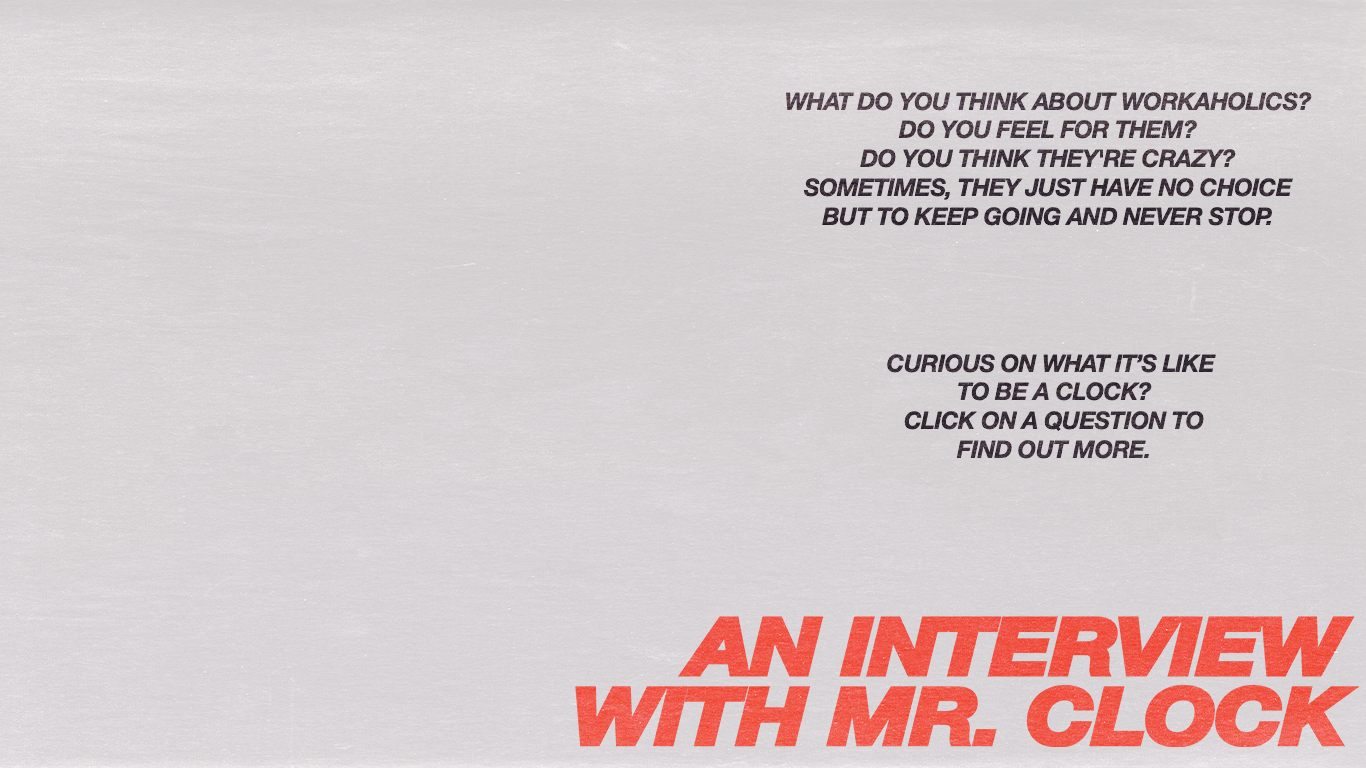 WHAT DO YOU THINK ABOUT WORKAHOLICS?
DO YOU FEEL FOR THEM?
DO YOU THINK THEY'RE CRAZY?
SOMETIMES, THEY JUST HAVE NO CHOICE
BUT TO KEEP GOING AND NEVER STOP.
CURIOUS ON WHAT IT’S LIKE
TO BE A CLOCK?
CLICK ON A QUESTION TO
FIND OUT MORE.
AN INTERVIEW
WITH MR. CLOCK